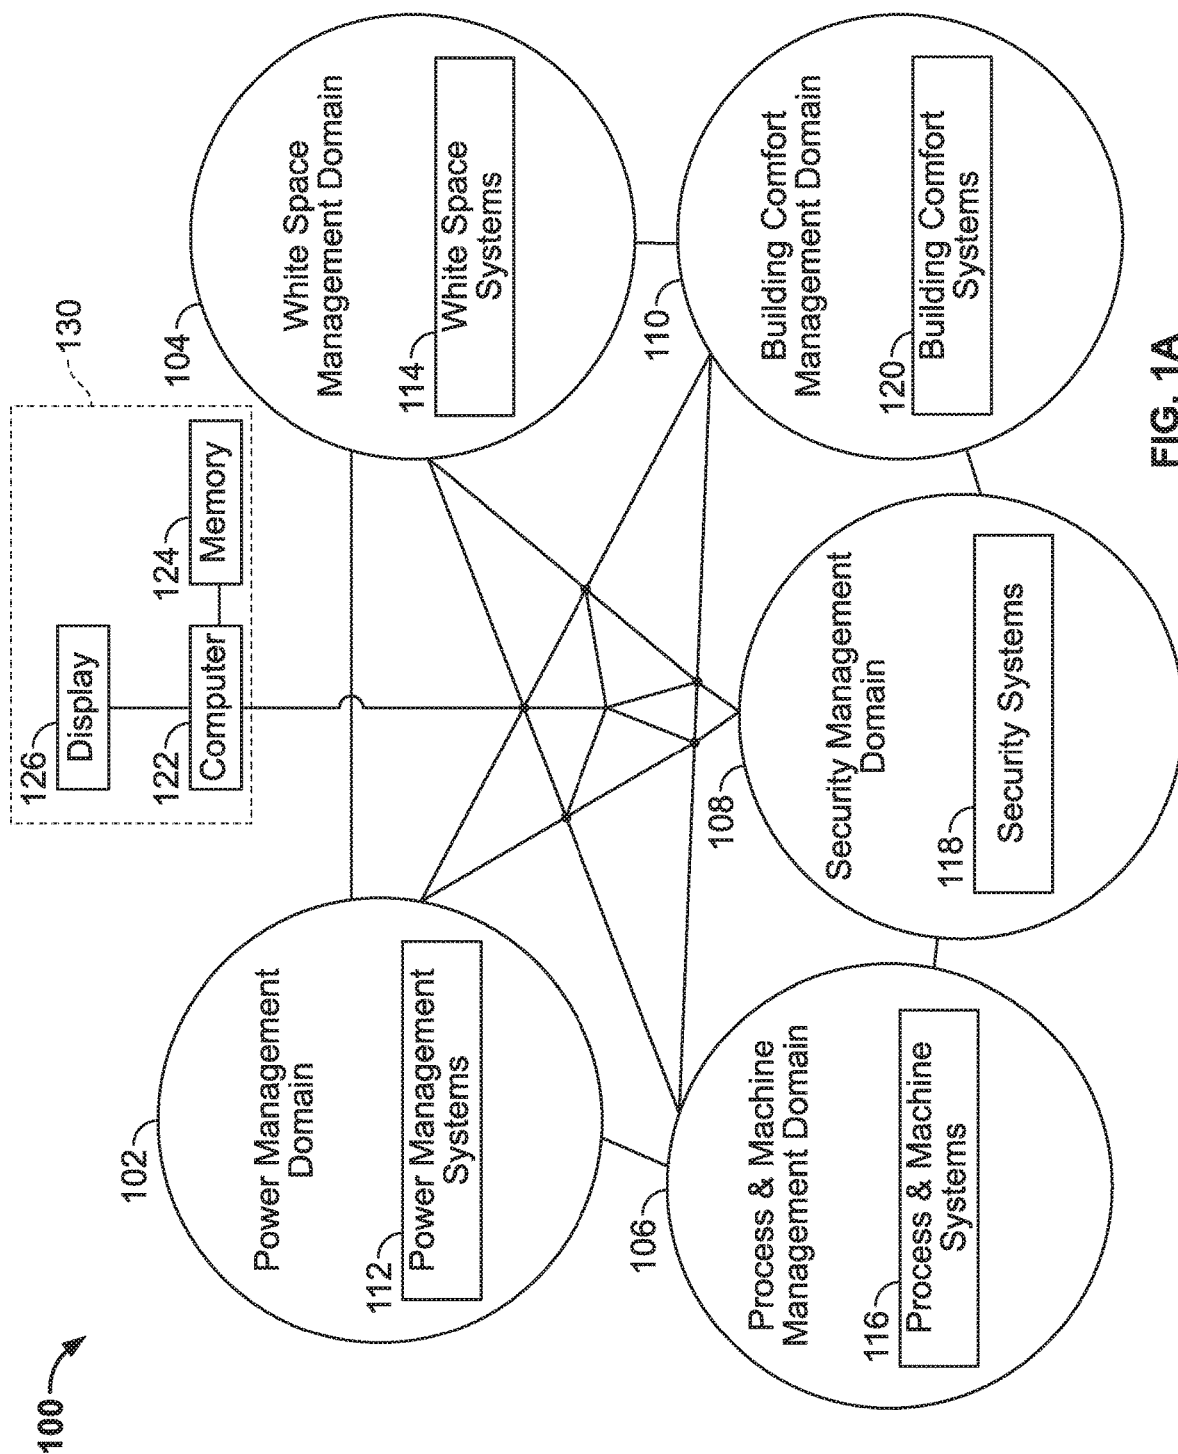 100
130
126
Display
122
Computer
124
Memory
102
Power Management
Domain
112
Power Management
Systems
104
White Space
Management Domain
114
White Space
Systems
106
Process & Machine
Management Domain
116
Process & Machine
Systems
108
Security Management
Domain
118
Security Systems
110
Building Comfort
Management Domain
120
Building Comfort
Systems
FIG. 1A